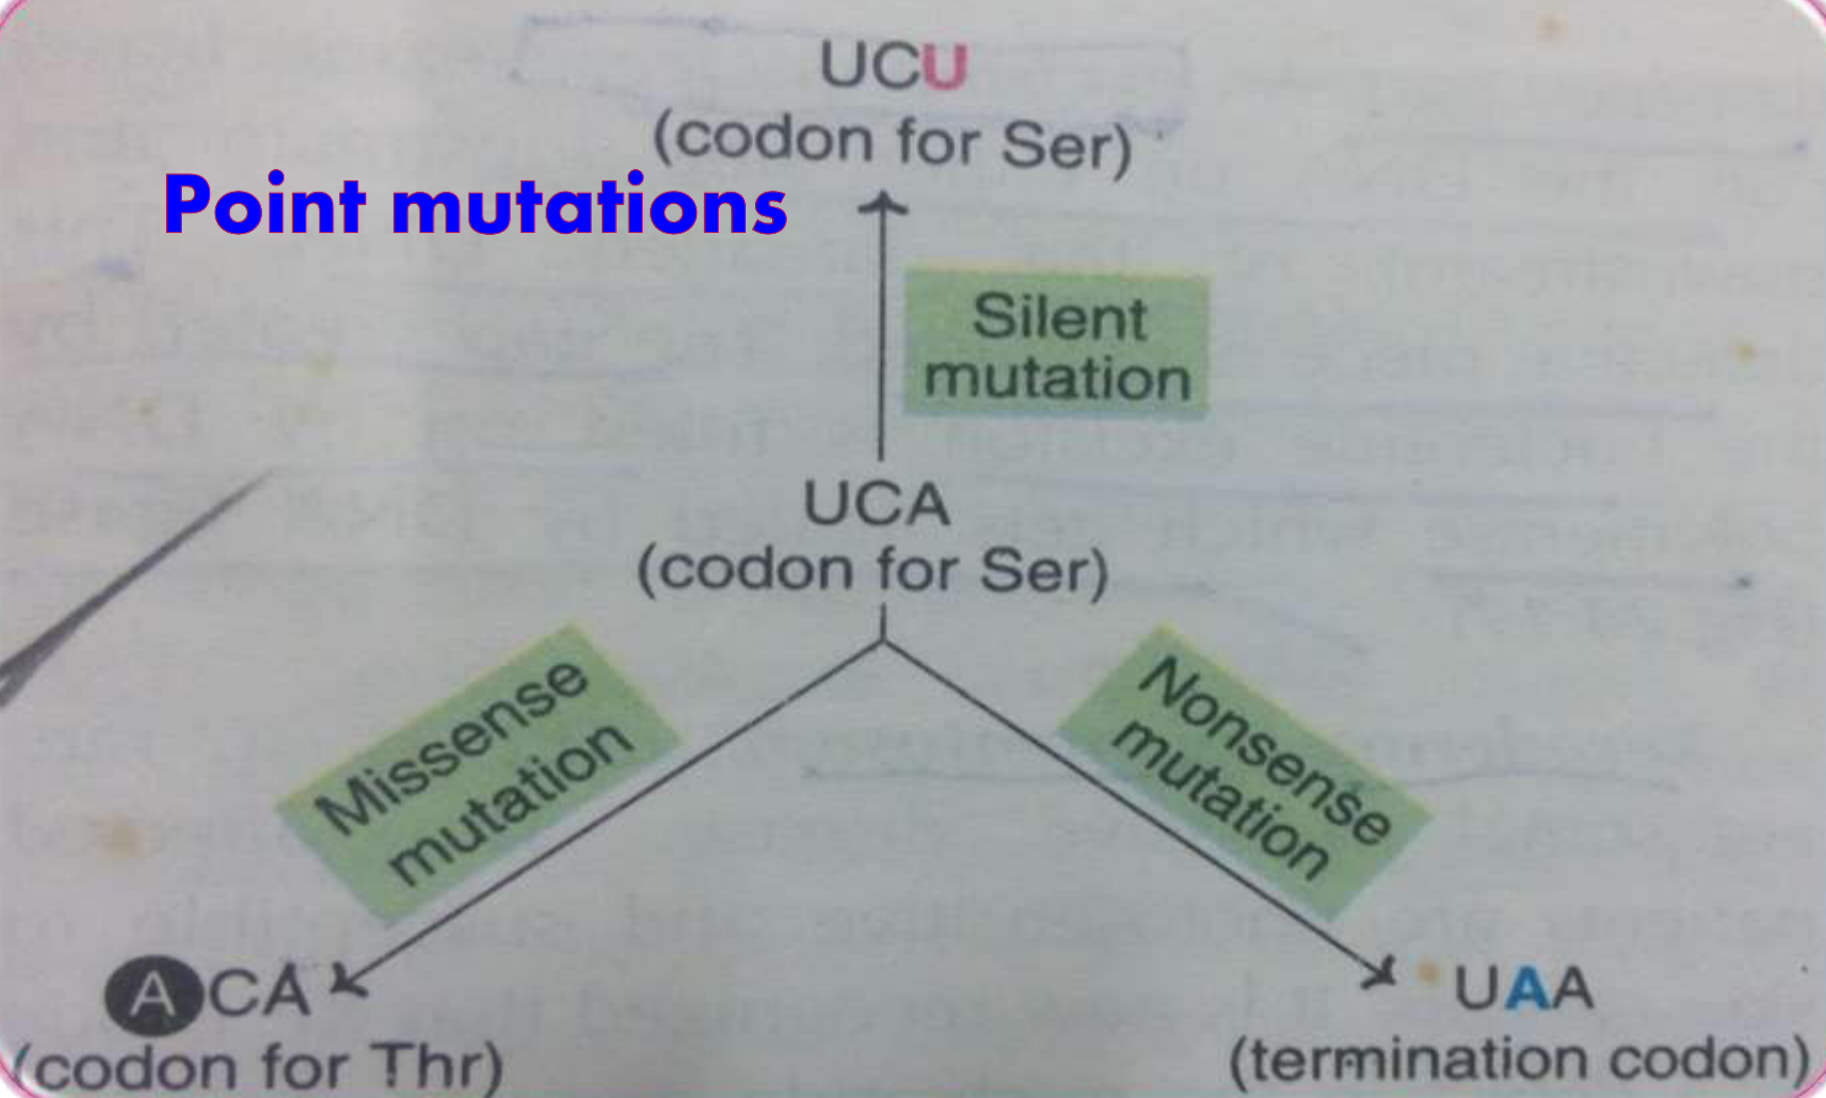 UCU
(codon for Ser)
Point mutations
Silent
mutation
UCA
(codon for Ser)
Missense
mutation
Nonsense
mutation
ACA
(codon for Thr)
UAA
(termination codon)